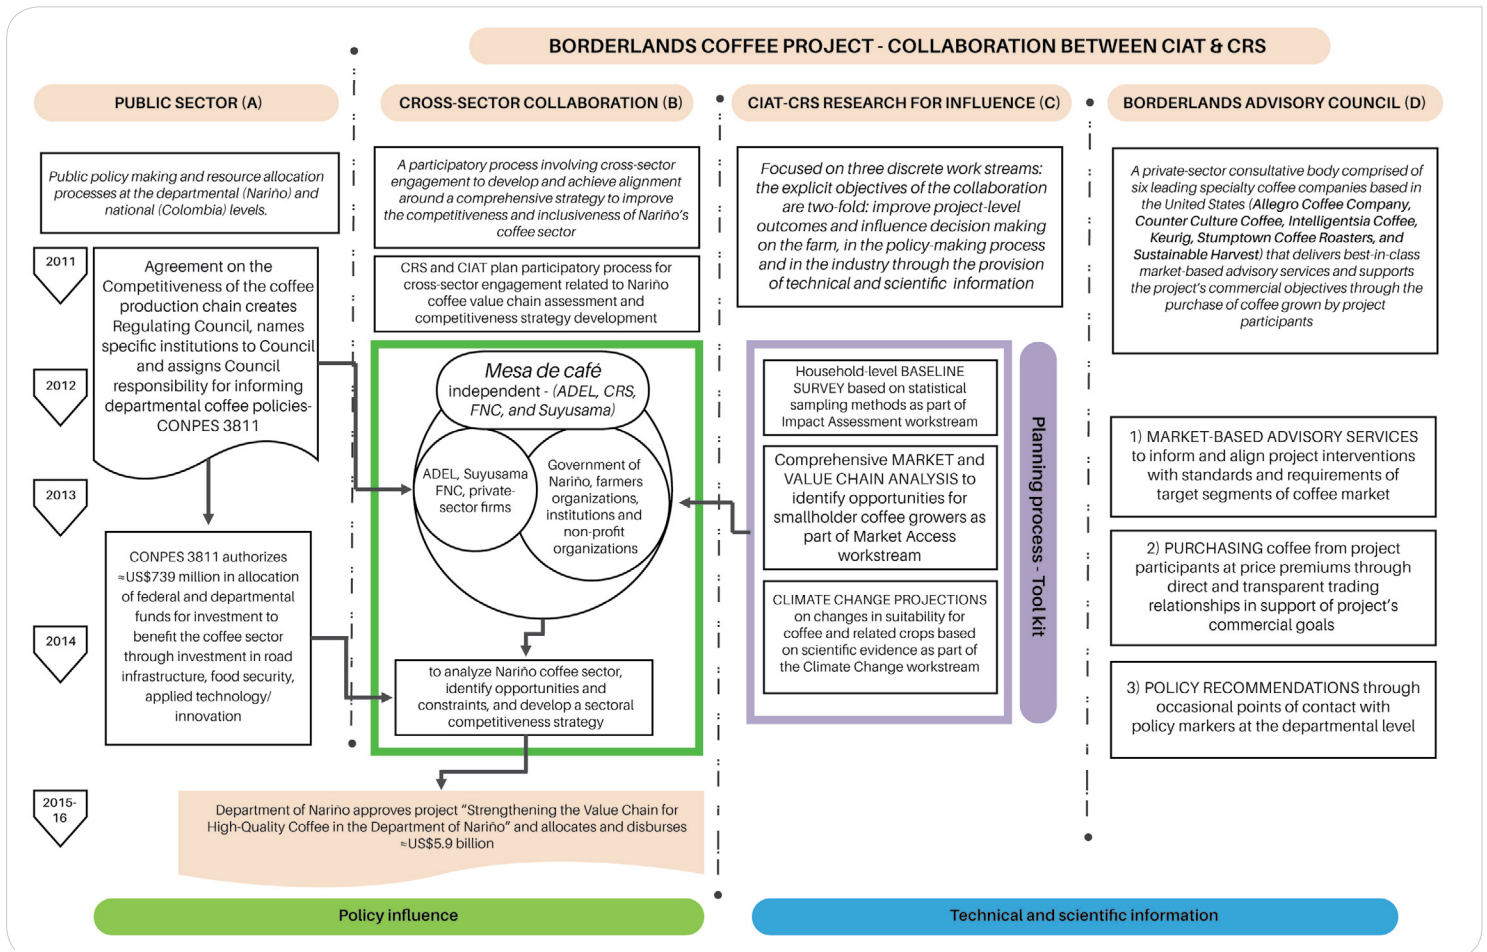 BORDERLANDS COFFEE PROJECT - COLLABORATION BETWEEN CIAT & CRS
PUBLIC SECTOR (A)
Public policy making and resource allocation
processes at the departmental (Nariño) and
national (Colombia) levels.
2011
2012
2013
2014
2015-
16
Agreement on the
Competitiveness of the coffee
production chain creates
Regulating Council, names
specific institutions to Council
and assigns Council
responsibility for informing
departmental coffee policies-
CONPES 3811
CONPES 3811 authorizes
≈US$739 million in allocation
of federal and departmental
funds for investment to
benefit the coffee sector
through investment in road
infrastructure, food security,
applied technology/
innovation
CROSS-SECTOR COLLABORATION (B)
A participatory process involving cross-sector
engagement to develop and achieve alignment
around a comprehensive strategy to improve
the competitiveness and inclusiveness of Nariño's
coffee sector
CRS and CIAT plan participatory process for
cross-sector engagement related to Nariño
coffee value chain assessment and
competitiveness strategy development
Mesa de café
independent - (ADEL, CRS,
FNC, and Suyusama)
ADEL, Suyusama
FNC, private-
sector firms
Government of
Nariño, farmers
organizations,
institutions and
non-profit
organizations
to analyze Nariño coffee sector,
identify opportunities and
constraints, and develop a sectoral
competitiveness strategy
Department of Nariño approves project “Strengthening the Value Chain for
High-Quality Coffee in the Department of Nariño” and allocates and disburses
≈US$5.9 billion
CIAT-CRS RESEARCH FOR INFLUENCE (C)
Focused on three discrete work streams:
the explicit objectives of the collaboration
are two-fold: improve project-level
outcomes and influence decision making
on the farm, in the policy-making process
and in the industry through the provision
of technical and scientific information
Household-level BASELINE
SURVEY based on statistical
sampling methods as part of
Impact Assessment workstream
Comprehensive MARKET and
VALUE CHAIN ANALYSIS to
identify opportunities for
smallholder coffee growers as
part of Market Access
workstream
CLIMATE CHANGE PROJECTIONS
on changes in suitability for
coffee and related crops based
on scientific evidence as part of
the Climate Change workstream
Planning process - Tool kit
BORDERLANDS ADVISORY COUNCIL (D)
A private-sector consultative body comprised of
six leading specialty coffee companies based in
the United States (Allegro Coffee Company,
Counter Culture Coffee, Intelligentsia Coffee,
Keurig, Stumptown Coffee Roasters, and
Sustainable Harvest) that delivers best-in-class
market-based advisory services and supports
the project's commercial objectives through the
purchase of coffee grown by project
participants
1) MARKET-BASED ADVISORY SERVICES
to inform and align project interventions
with standards and requirements of
target segments of coffee market
2) PURCHASING coffee from project
participants at price premiums through
direct and transparent trading
relationships in support of project's
commercial goals
3) POLICY RECOMMENDATIONS through
occasional points of contact with
policy markers at the departmental level
Policy influence
Technical and scientific information